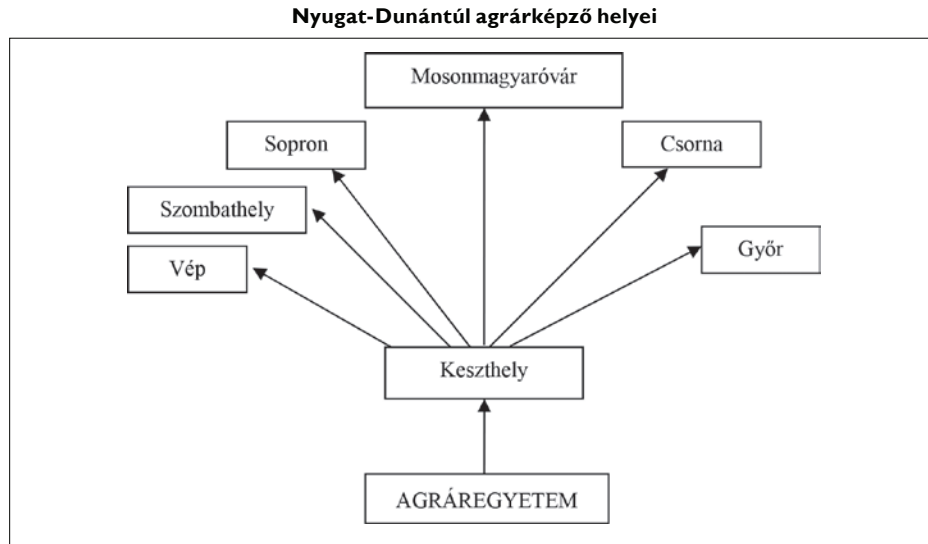 Nyugat-Dunántúl agrárképző helyei
Mosonmagyaróvár
Sopron
Csorna
Szombathely
Győr
Vép
Keszthely
AGRÁREGYETEM